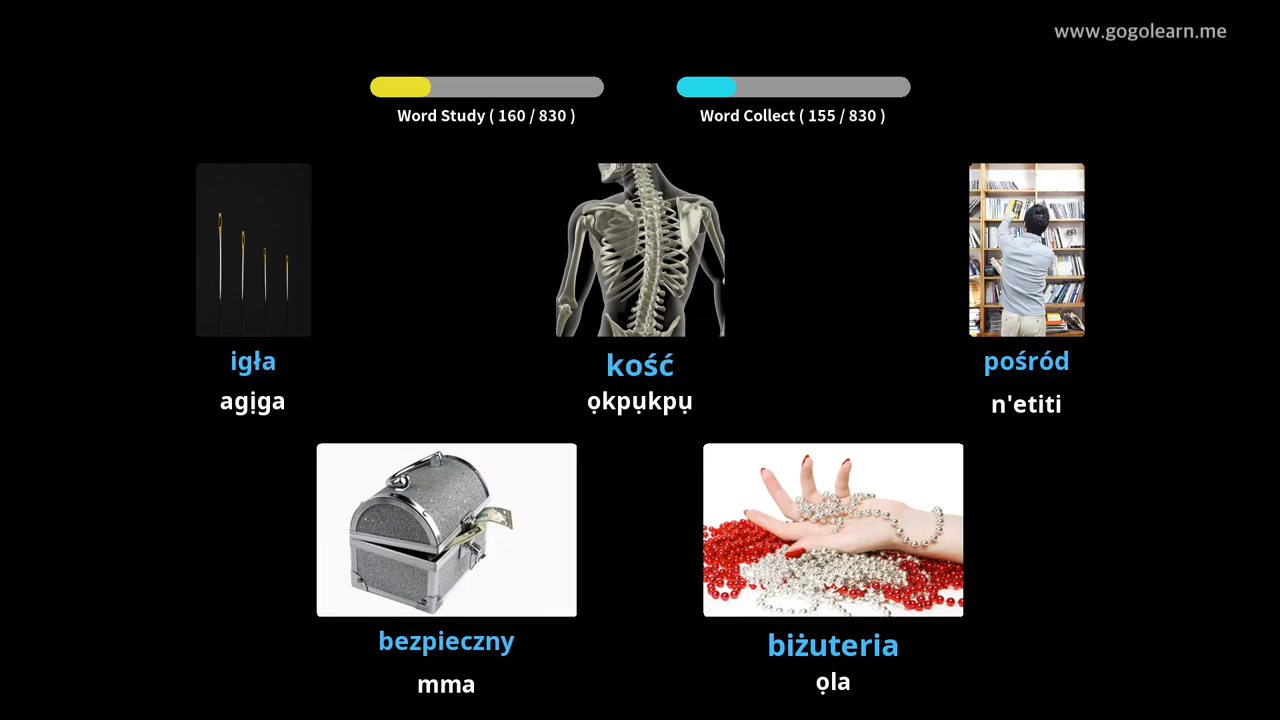 www.gogolearn.me
Word Study ( 160 / 830 )
Word Collect ( 155 / 830 )
igła
kość
pośród
agịga
ọkpụkpụ
n'etiti
bezpieczny
biżuteria
mma
ọla